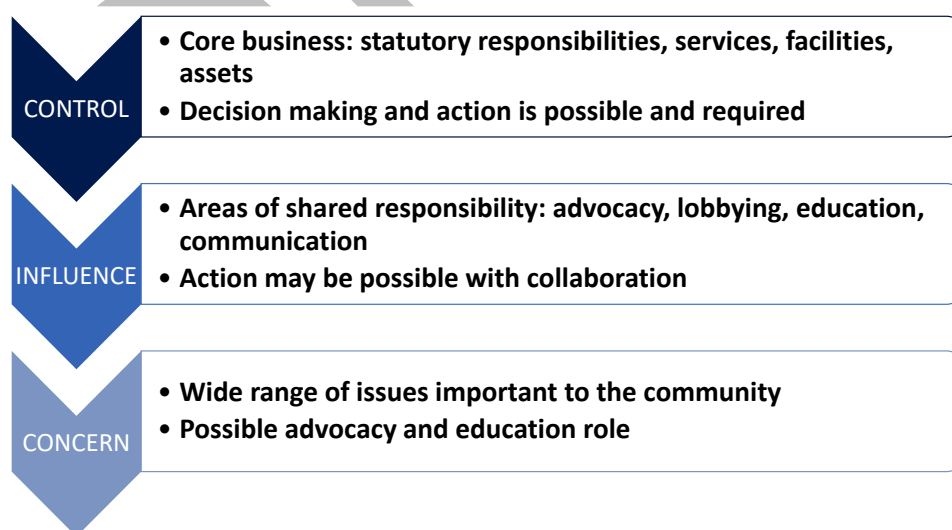 CONTROL
• Core business: statutory responsibilities, services, facilities,
assets
• Decision making and action is possible and required
INFLUENCE
• Areas of shared responsibility: advocacy, lobbying, education,
communication
• Action may be possible with collaboration
CONCERN
• Wide range of issues important to the community
• Possible advocacy and education role